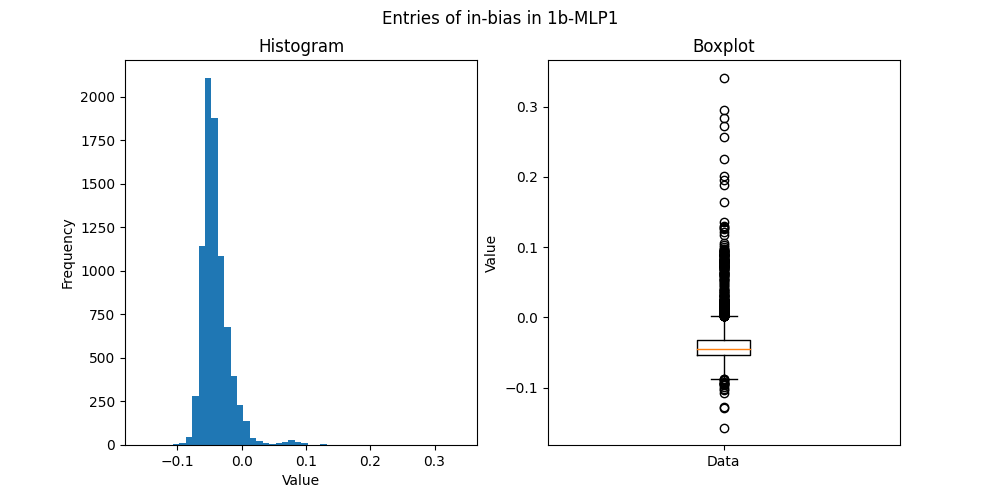 Entries of in-bias in 1b-MLP1
Histogram
Frequency
2000
1750
1500
1250
1000
750
500
250
0
−0.1
0.0
0.1
0.2
0.3
Value
Boxplot
Value
0.3
0.2
0.1
0.0
−0.1
Data